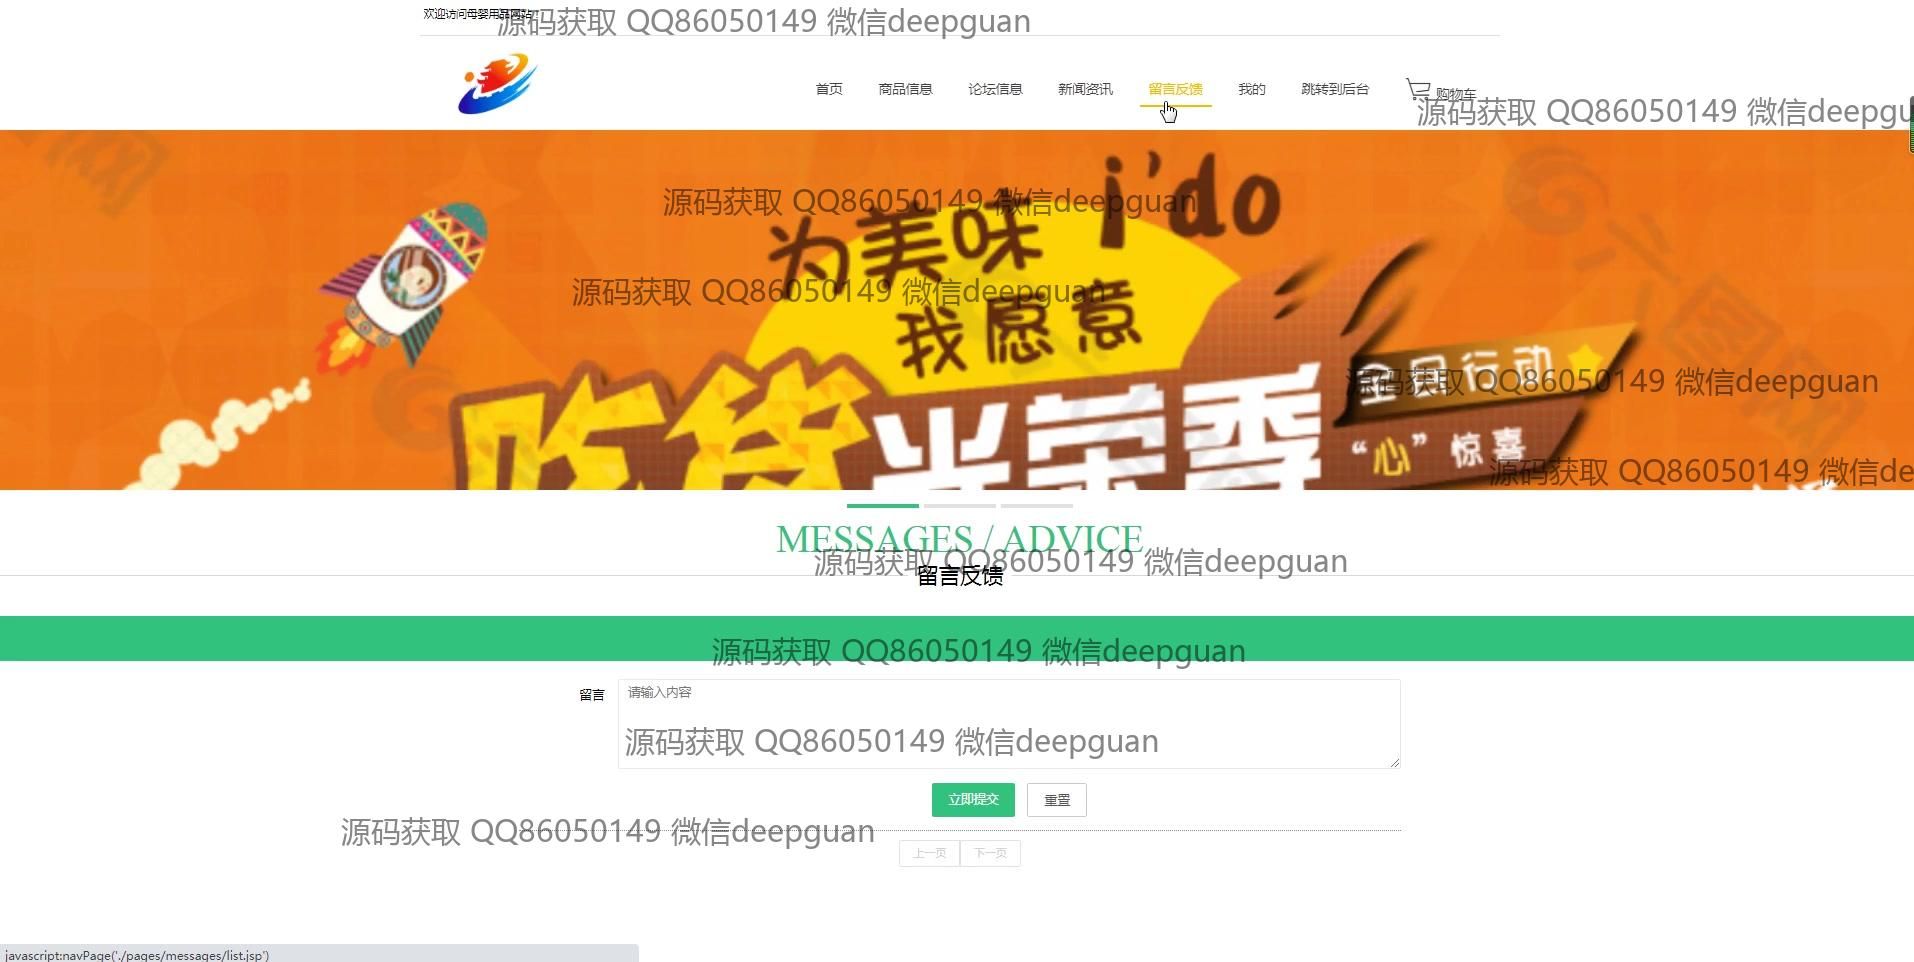 欢迎访问母婴用品网站
源码获取 QQ86050149 微信deepguan
首页 商品信息 论坛信息 新闻资讯 留言反馈 我的 跳转到后台 购物车
源码获取 QQ86050149 微信deepgu
i'do
源码获取 QQ86050149 微信deepguan
为美味
源码获取 QQ86050149 微信deepguan
我愿意
全民行动
源码获取 QQ86050149 微信deepguan
吃货光荣季
“心”惊喜
源码获取 QQ86050149 微信de
六图网
MESSAGES / ADVICE
源码获取 QQ86050149 微信deepguan
留言反馈
源码获取 QQ86050149 微信deepguan
留言 请输入内容
源码获取 QQ86050149 微信deepguan
立即提交 重置
源码获取 QQ86050149 微信deepguan
上一页 下一页
javascript:navPage('./pages/messages/list.jsp')